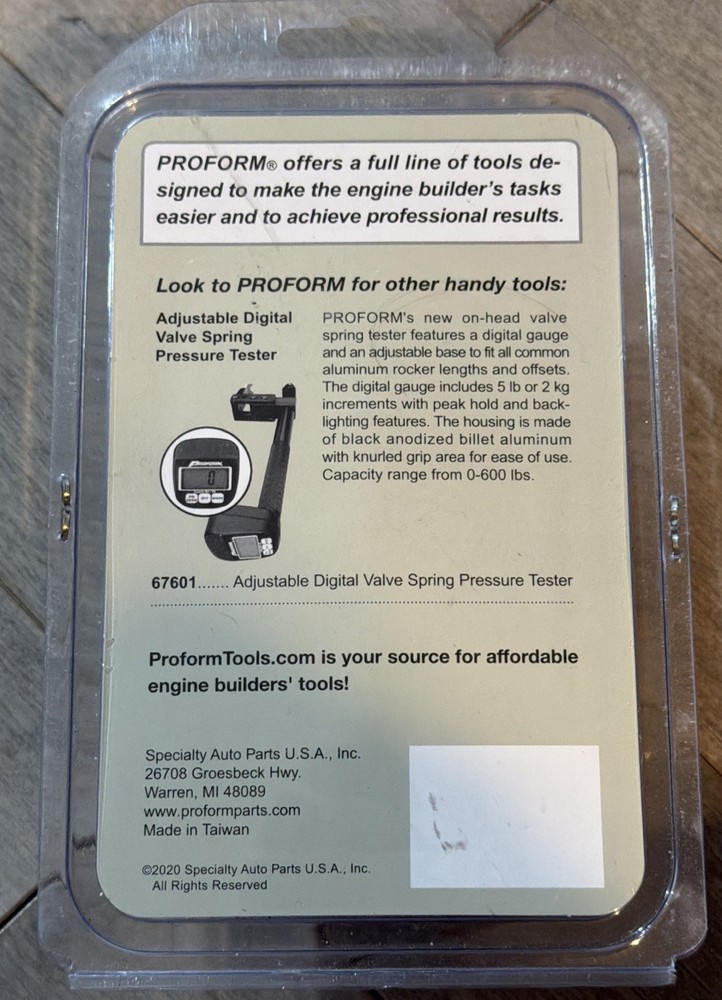 PROFORM® offers a full line of tools de-
signed to make the engine builder's tasks
easier and to achieve professional results.
Look to PROFORM for other handy tools:
Adjustable Digital
Valve Spring
Pressure Tester
PROFORM's new on-head valve
spring tester features a digital gauge
and an adjustable base to fit all common
aluminum rocker lengths and offsets.
The digital gauge includes 5 lb or 2 kg
increments with peak hold and back-
lighting features. The housing is made
of black anodized billet aluminum
with knurled grip area for ease of use.
Capacity range from 0-600 lbs.
PROFORM
0
67601....... Adjustable Digital Valve Spring Pressure Tester
ProformTools.com is your source for affordable
engine builders' tools!
Specialty Auto Parts U.S.A., Inc.
26708 Groesbeck Hwy.
Warren, MI 48089
www.proformparts.com
Made in Taiwan
©2020 Specialty Auto Parts U.S.A., Inc.
All Rights Reserved